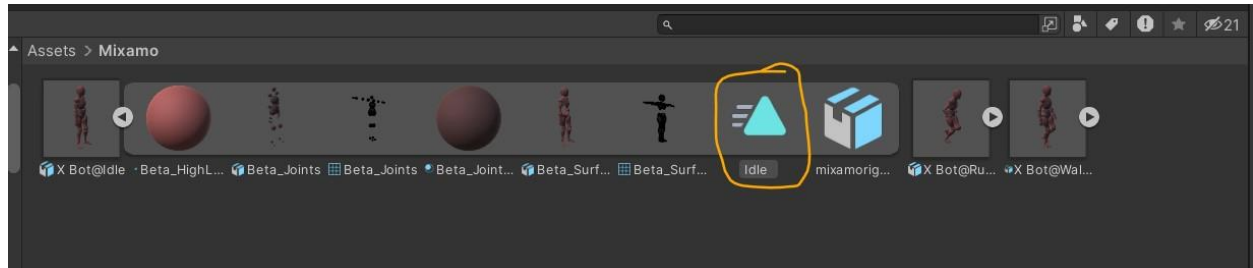 21
Assets > Mixamo
X Bot@Idle Beta_HighL... Beta_Joints Beta_Joints Beta_Joint... Beta_Surf... Beta_Surf... Idle mixamorig... X Bot@Ru... X Bot@Wal...